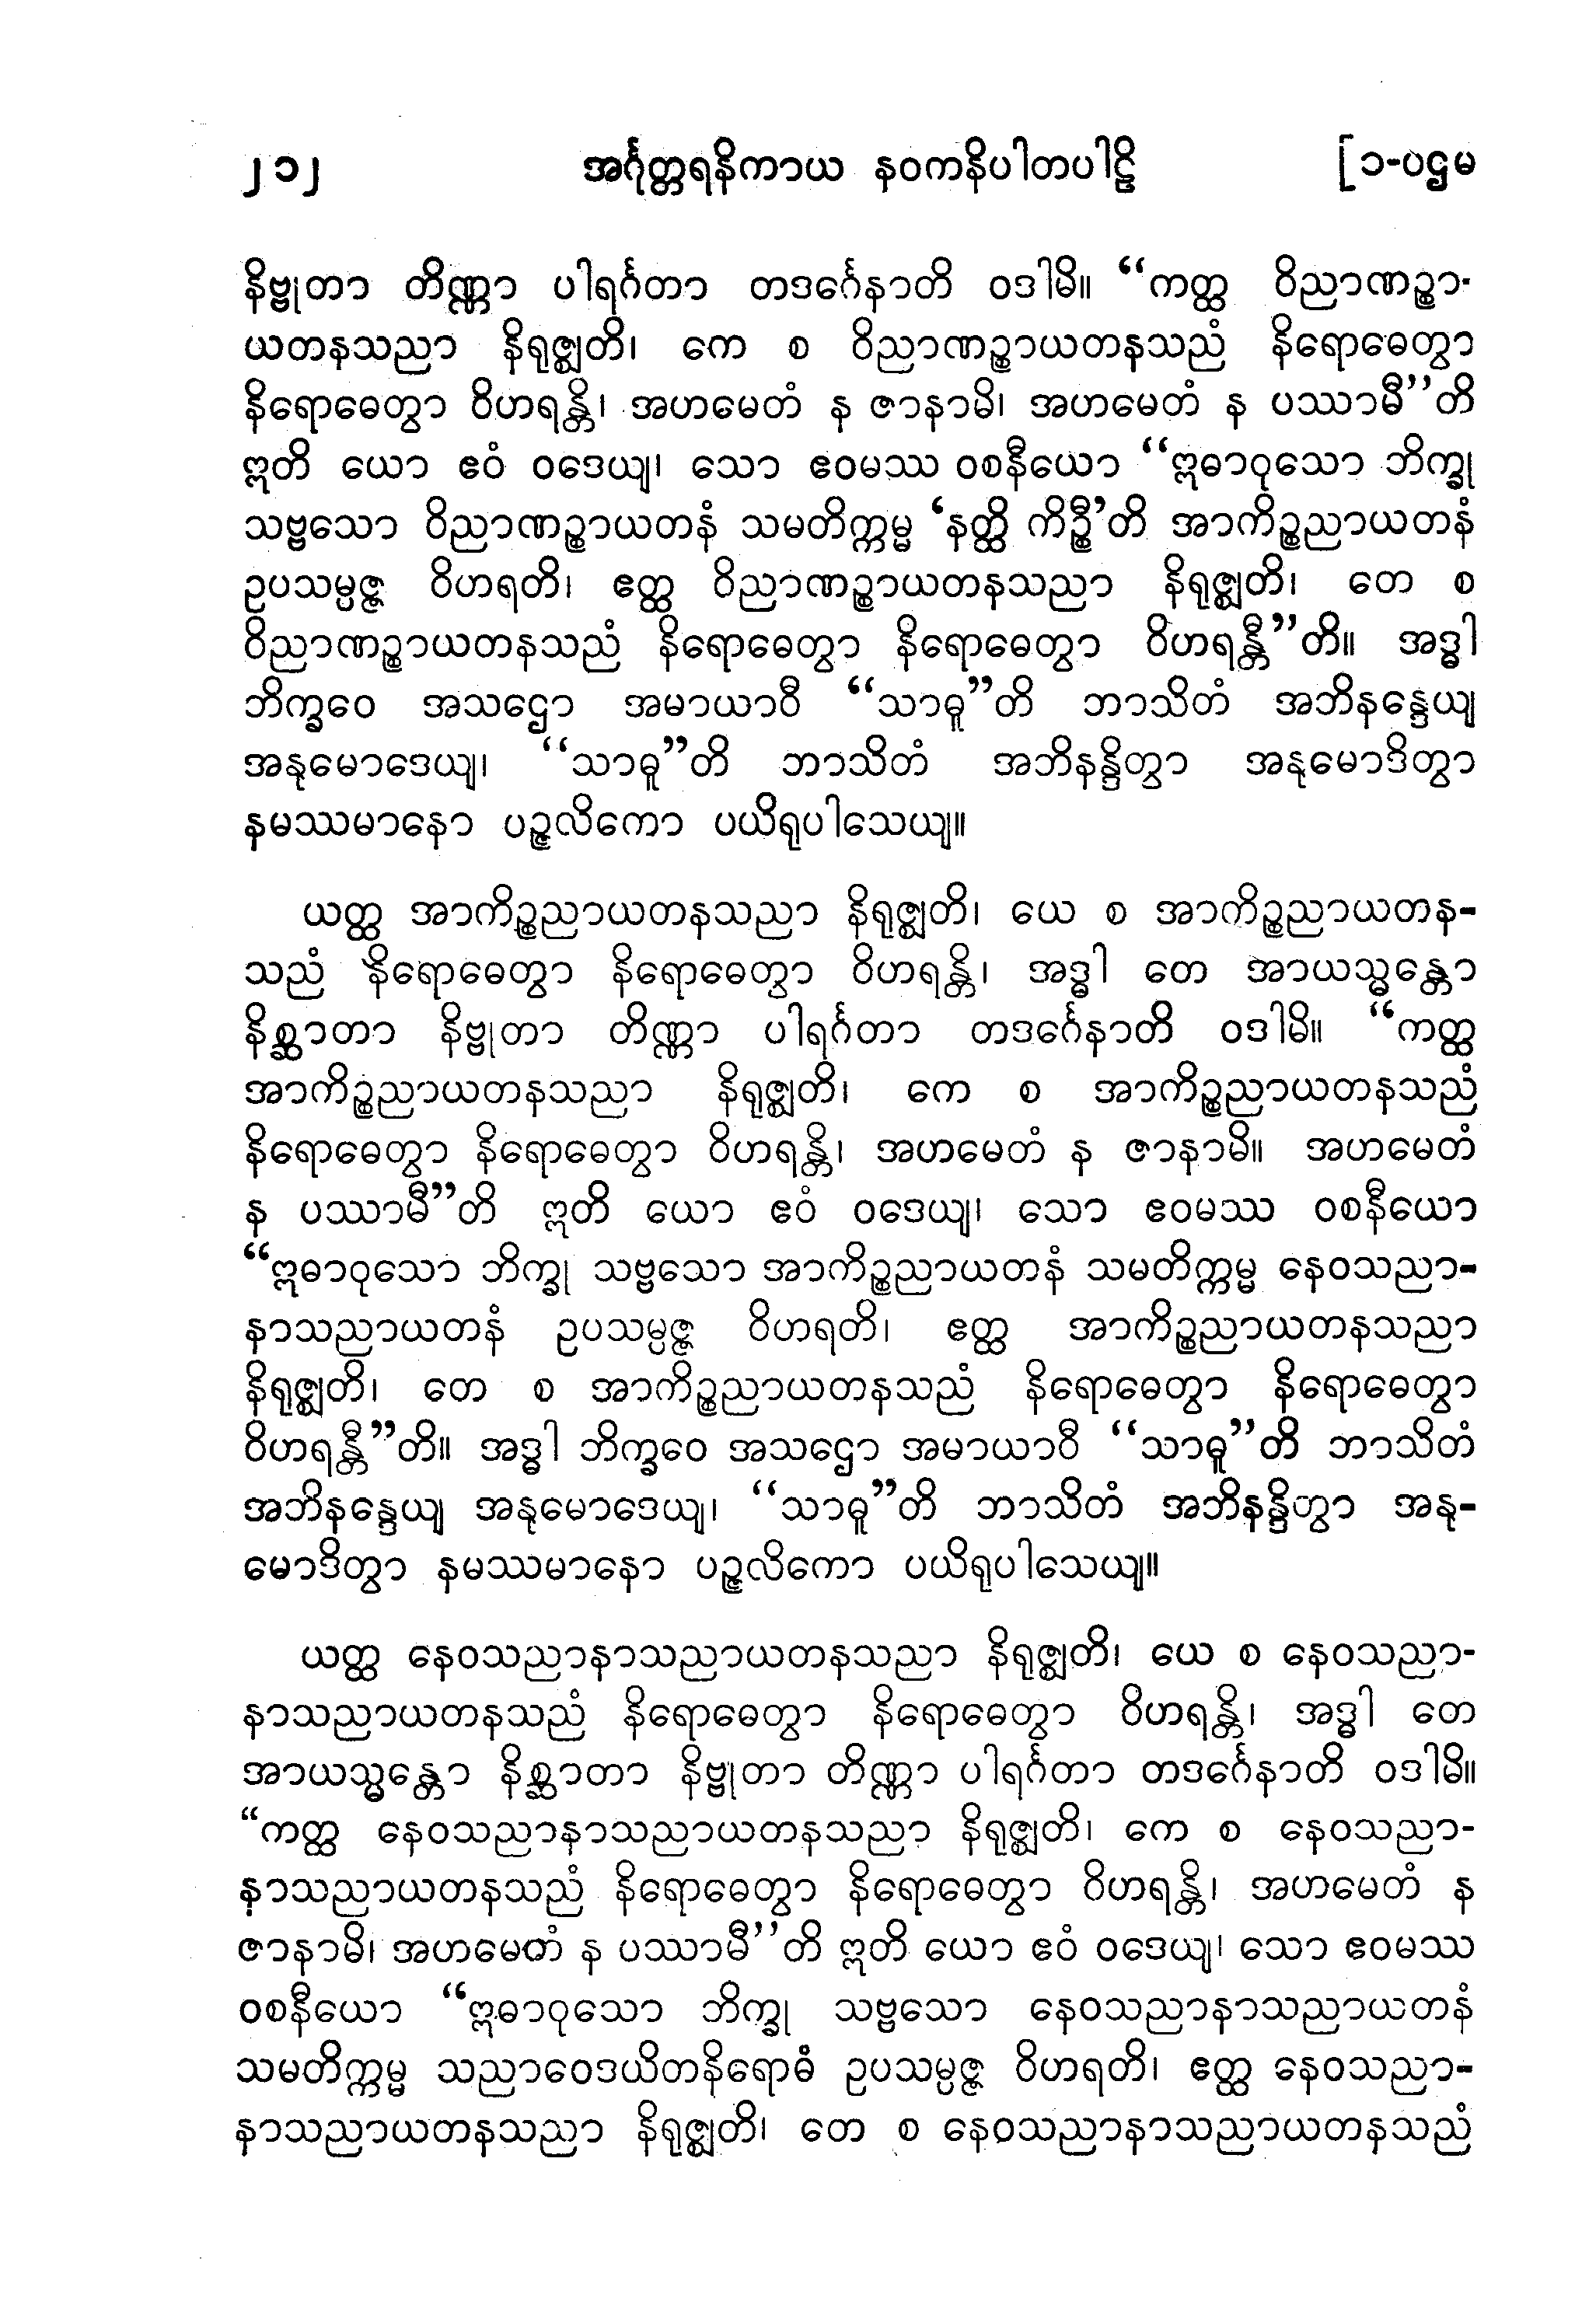 ၂၁၂ အင်္ဂုတ္တရနိကာယ နဝကနိပါတပါဠိ [၁-ပဌမ
နိဗ္ဗုတာ တိဏ္ဏာ ပါရင်္ဂတာ တဒင်္ဂေနာတိ ဝဒါမိ။ “ကတ္ထ ဝိညာဏဉ္စာ-
ယတနသညာ နိရုဇ္ဈတိ၊ ကေ စ ဝိညာဏဉ္စာယတနသညံ နိရောဓေတွာ
နိရောဓေတွာ ဝိဟရန္တိ၊ အဟမေတံ န ဇာနာမိ၊ အဟမေတံ န ပဿာမီ”တိ
ဣတိ ယော ဧဝံ ဝဒေယျ၊ သော ဧဝမဿ ဝစနီယော “ဣဓာဝုသော ဘိက္ခု
သဗ္ဗသော ဝိညာဏဉ္စာယတနံ သမတိက္ကမ္မ ‘နတ္ထိ ကိဉ္စီ’တိ အာကိဉ္စညာယတနံ
ဥပသမ္ပဇ္ဇ ဝိဟရတိ၊ ဧတ္ထ ဝိညာဏဉ္စာယတနသညာ နိရုဇ္ဈတိ၊ တေ စ
ဝိညာဏဉ္စာယတနသညံ နိရောဓေတွာ နိရောဓေတွာ ဝိဟရန္တီ”တိ။ အဒ္ဓါ
ဘိက္ခဝေ အသဌော အမာယာဝီ “သာဓူ”တိ ဘာသိတံ အဘိနန္ဒေယျ
အနုမောဒေယျ၊ “သာဓူ”တိ ဘာသိတံ အဘိနန္ဒိတွာ အနုမောဒိတွာ
နမဿမာနော ပဉ္ဇလိကော ပယိရုပါသေယျ။
ယတ္ထ အာကိဉ္စညာယတနသညာ နိရုဇ္ဈတိ၊ ယေ စ အာကိဉ္စညာယတန-
သညံ နိရောဓေတွာ နိရောဓေတွာ ဝိဟရန္တိ၊ အဒ္ဓါ တေ အာယသ္မန္တော
နိစ္ဆာတာ နိဗ္ဗုတာ တိဏ္ဏာ ပါရင်္ဂတာ တဒင်္ဂေနာတိ ဝဒါမိ။ “ကတ္ထ
အာကိဉ္စညာယတနသညာ နိရုဇ္ဈတိ၊ ကေ စ အာကိဉ္စညာယတနသညံ
နိရောဓေတွာ နိရောဓေတွာ ဝိဟရန္တိ၊ အဟမေတံ န ဇာနာမိ။ အဟမေတံ
န ပဿာမီ”တိ ဣတိ ယော ဧဝံ ဝဒေယျ၊ သော ဧဝမဿ ဝစနီယော
“ဣဓာဝုသော ဘိက္ခု သဗ္ဗသော အာကိဉ္စညာယတနံ သမတိက္ကမ္မ နေဝသညာ-
နာသညာယတနံ ဥပသမ္ပဇ္ဇ ဝိဟရတိ၊ ဧတ္ထ အာကိဉ္စညာယတနသညာ
နိရုဇ္ဈတိ၊ တေ စ အာကိဉ္စညာယတနသညံ နိရောဓေတွာ နိရောဓေတွာ
ဝိဟရန္တီ”တိ။ အဒ္ဓါ ဘိက္ခဝေ အသဌော အမာယာဝီ “သာဓူ”တိ ဘာသိတံ
အဘိနန္ဒေယျ အနုမောဒေယျ၊ “သာဓူ”တိ ဘာသိတံ အဘိနန္ဒိတွာ အနု-
မောဒိတွာ နမဿမာနော ပဉ္ဇလိကော ပယိရုပါသေယျ။
ယတ္ထ နေဝသညာနာသညာယတနသညာ နိရုဇ္ဈတိ၊ ယေ စ နေဝသညာ-
နာသညာယတနသညံ နိရောဓေတွာ နိရောဓေတွာ ဝိဟရန္တိ၊ အဒ္ဓါ တေ
အာယသ္မန္တော နိစ္ဆာတာ နိဗ္ဗုတာ တိဏ္ဏာ ပါရင်္ဂတာ တဒင်္ဂေနာတိ ဝဒါမိ။
“ကတ္ထ နေဝသညာနာသညာယတနသညာ နိရုဇ္ဈတိ၊ ကေ စ နေဝသညာ-
နာသညာယတနသညံ နိရောဓေတွာ နိရောဓေတွာ ဝိဟရန္တိ၊ အဟမေတံ န
ဇာနာမိ၊ အဟမေတံ န ပဿာမီ”တိ ဣတိ ယော ဧဝံ ဝဒေယျ၊ သော ဧဝမဿ
ဝစနီယော “ဣဓာဝုသော ဘိက္ခု သဗ္ဗသော နေဝသညာနာသညာယတနံ
သမတိက္ကမ္မ သညာဝေဒယိတနိရောဓံ ဥပသမ္ပဇ္ဇ ဝိဟရတိ၊ ဧတ္ထ နေဝသညာ-
နာသညာယတနသညာ နိရုဇ္ဈတိ၊ တေ စ နေဝသညာနာသညာယတနသညံ